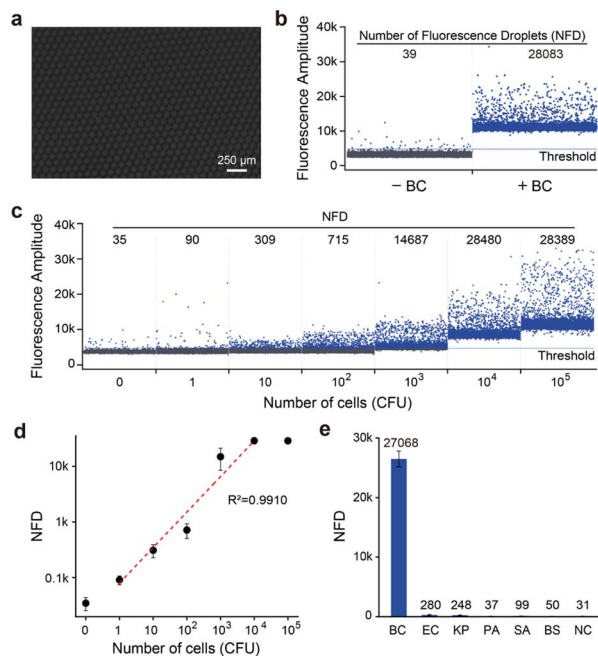 a
250 µm
b
Number of Fluorescence Droplets (NFD)
39 28083
Fluorescence Amplitude
40k
30k
20k
10k
0
Threshold
− BC + BC
c
NFD
35 90 309 715 14687 28480 28389
Fluorescence Amplitude
40k
30k
20k
10k
0
Threshold
0 1 10 10² 10³ 10⁴ 10⁵
Number of cells (CFU)
d
NFD
10k
1k
0.1k
R²=0.9910
0 1 10 10² 10³ 10⁴ 10⁵
Number of cells (CFU)
e
NFD
30k
20k
10k
0
27068 280 248 37 99 50 31
BC EC KP PA SA BS NC